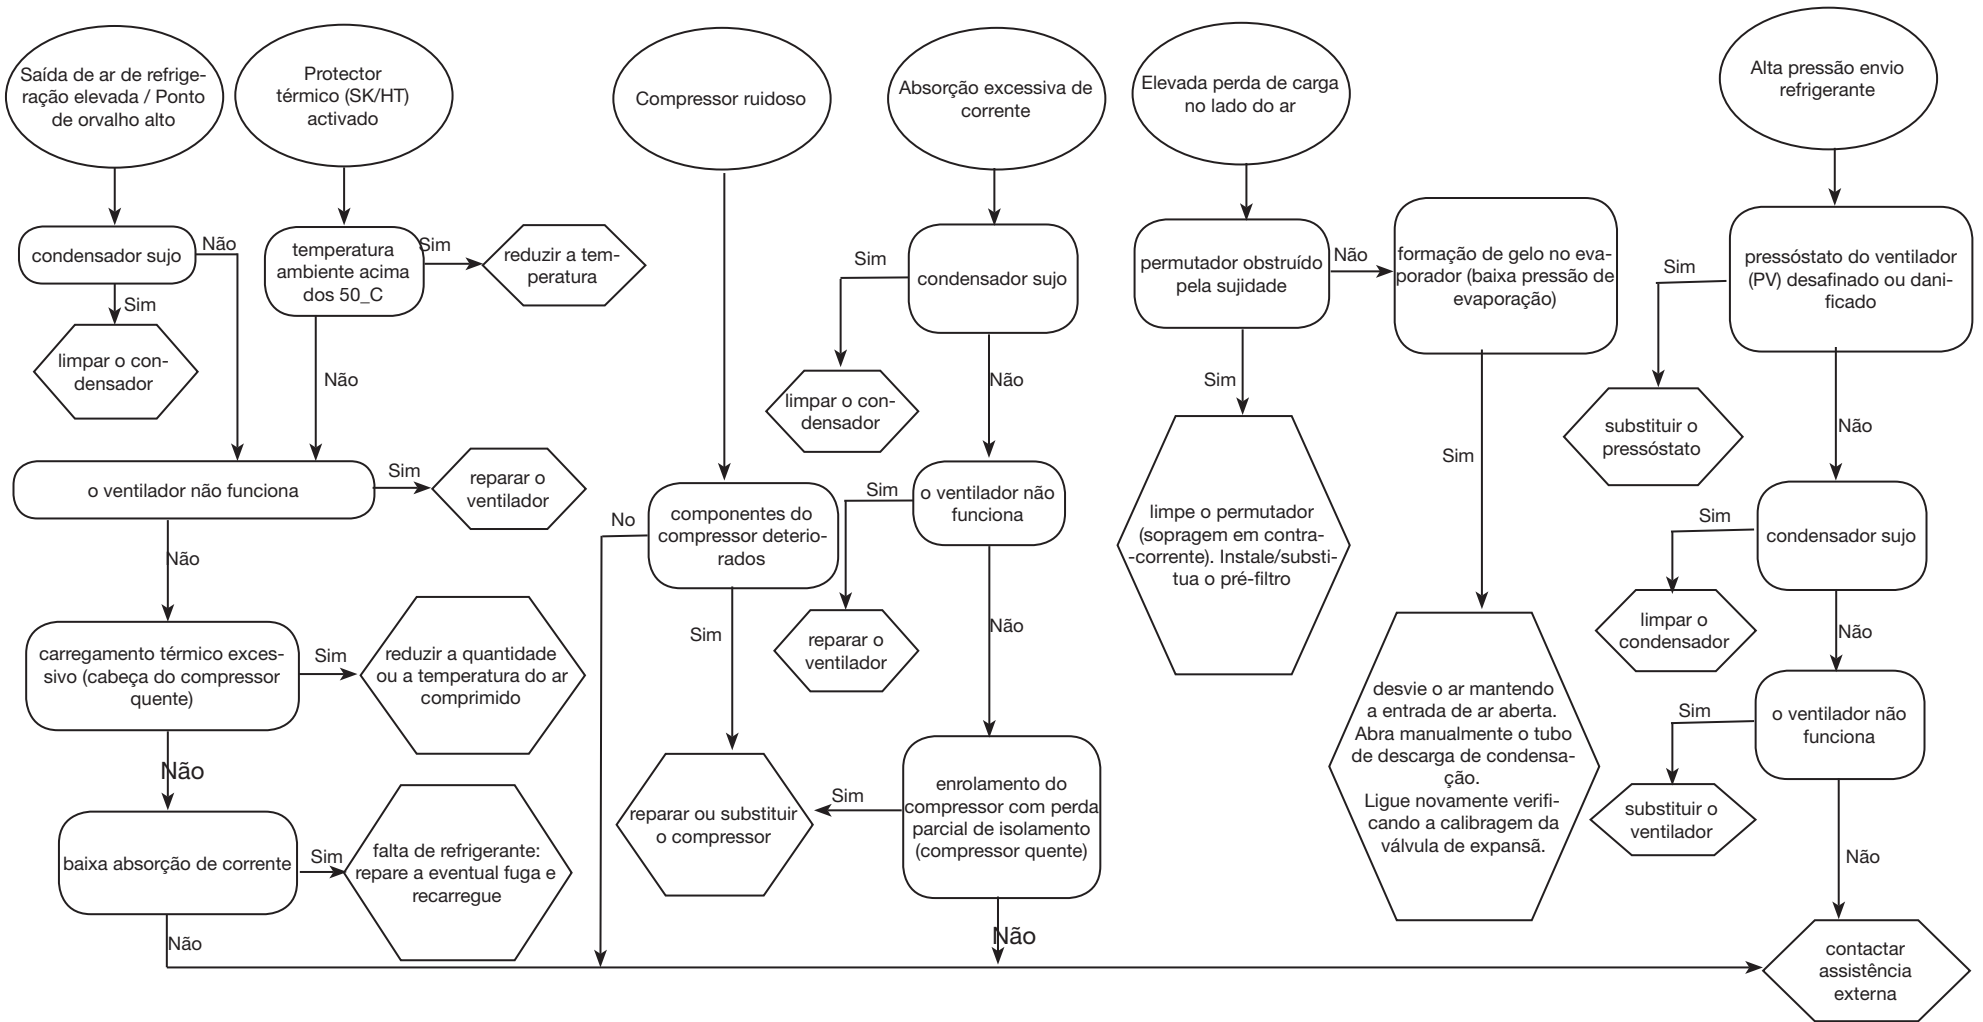 Saída de ar de refrige-
ração elevada / Ponto
de orvalho alto
condensador sujo
Não
Sim
limpar o con-
densador
Protector
térmico (SK/HT)
activado
temperatura
ambiente acima
dos 50_C
Sim
reduzir a tem-
peratura
Não
o ventilador não funciona
Sim
reparar o
ventilador
Não
carregamento térmico exces-
sivo (cabeça do compressor
quente)
Sim
reduzir a quantidade
ou a temperatura do ar
comprimido
Não
baixa absorção de corrente
Sim
falta de refrigerante:
repare a eventual fuga e
recarregue
Não
Compressor ruidoso
No
componentes do
compressor deterio-
rados
Sim
reparar ou substituir
o compressor
Absorção excessiva de
corrente
Sim
condensador sujo
limpar o con-
densador
Não
Sim
o ventilador não
funciona
reparar o
ventilador
Não
enrolamento do
compressor com perda
parcial de isolamento
(compressor quente)
Sim
Não
Elevada perda de carga
no lado do ar
permutador obstruído
pela sujidade
Não
formação de gelo no eva-
porador (baixa pressão de
evaporação)
Sim
limpe o permutador
(sopragem em contra-
-corrente). Instale/substi-
tua o pré-filtro
Sim
desvie o ar mantendo
a entrada de ar aberta.
Abra manualmente o tubo
de descarga de condensa-
ção.
Ligue novamente verifi-
cando a calibragem da
válvula de expansã.
Alta pressão envio
refrigerante
Sim
pressóstato do ventilador
(PV) desafinado ou dani-
ficado
substituir o
pressóstato
Não
Sim
condensador sujo
limpar o
condensador
Não
Sim
o ventilador não
funciona
substituir o
ventilador
Não
contactar
assistência
externa